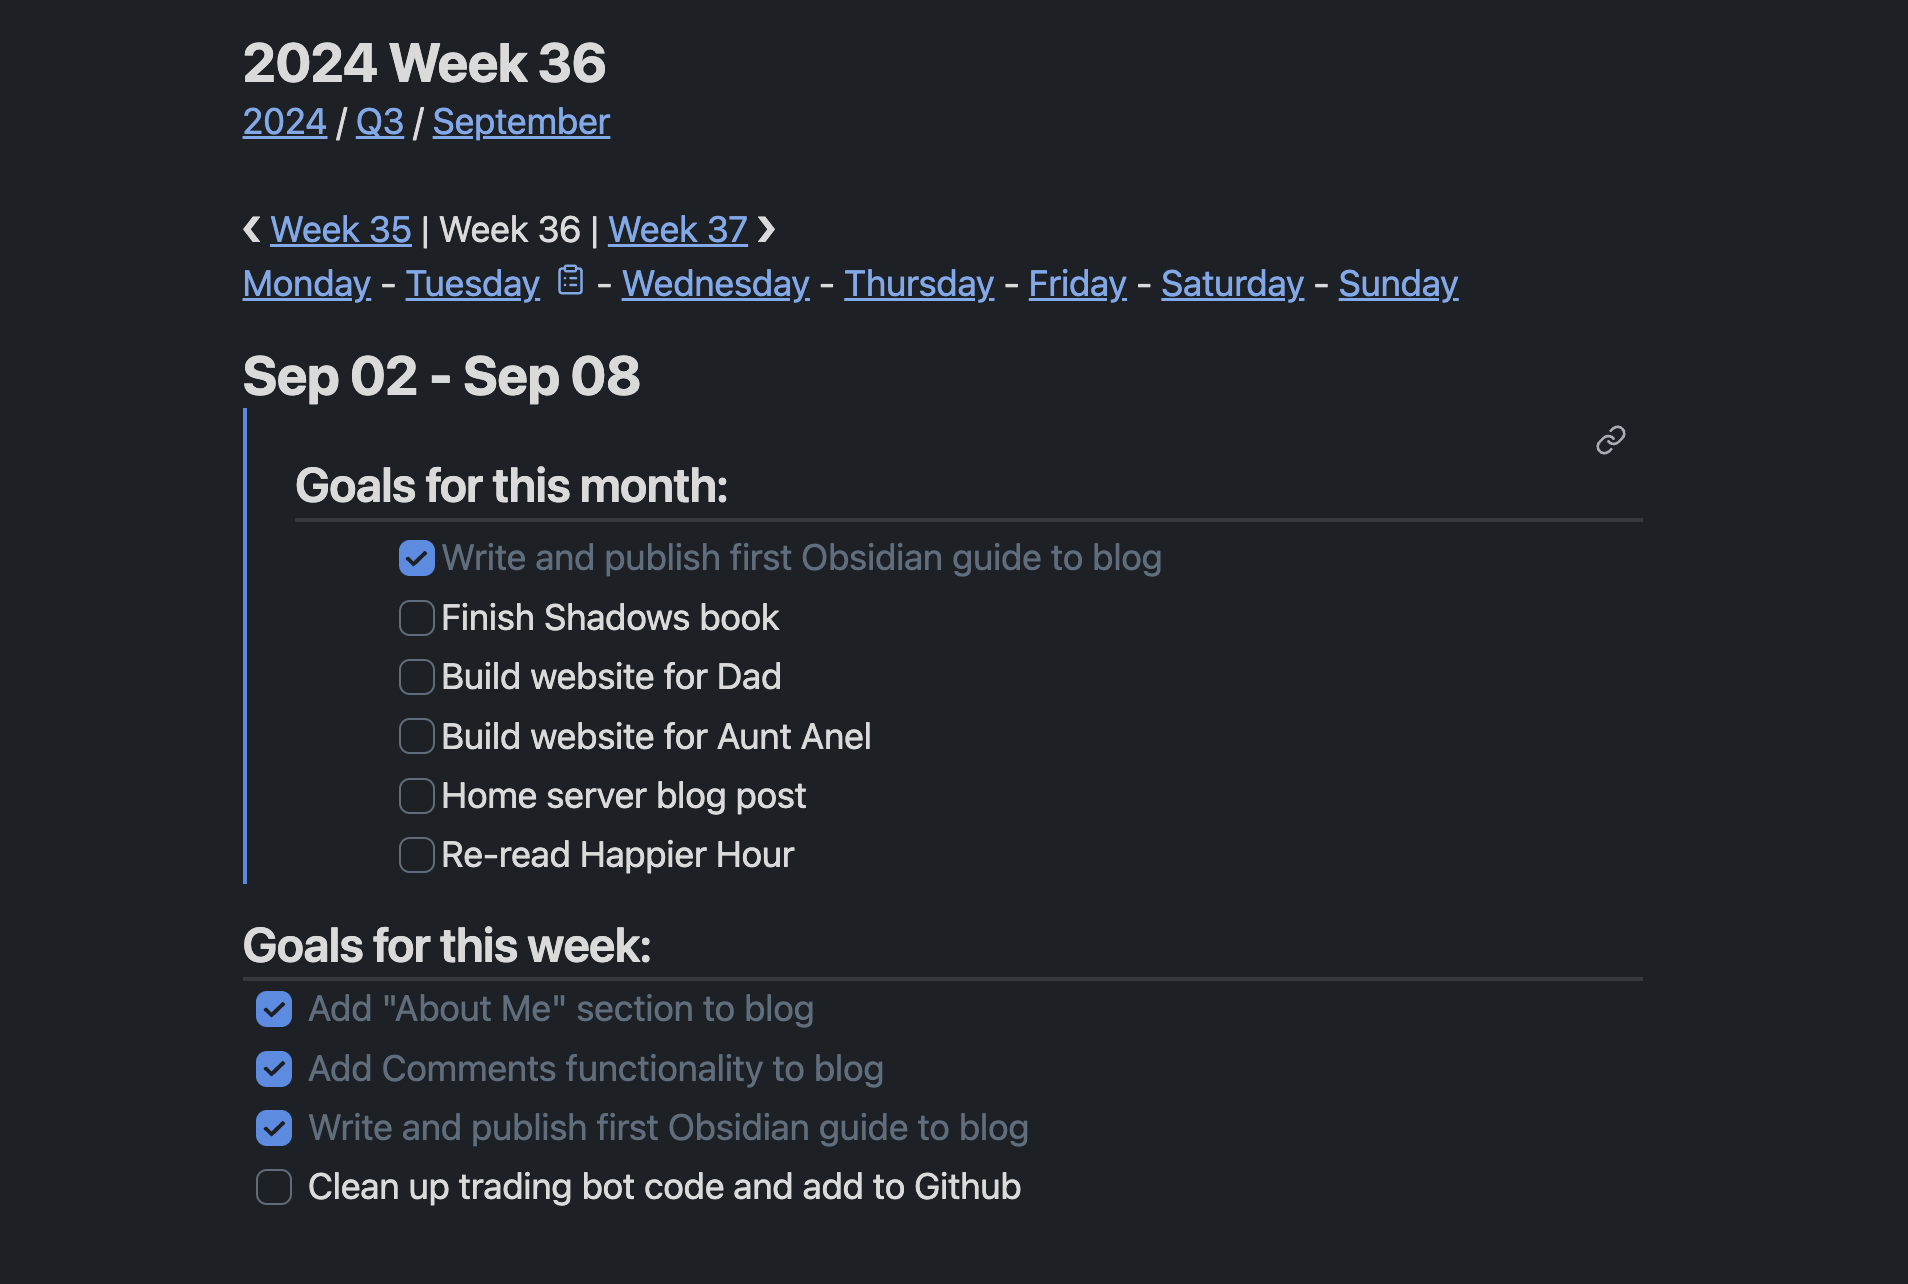 2024 Week 36
2024 / Q3 / September
❮ Week 35 | Week 36 | Week 37 ❯
Monday - Tuesday - Wednesday - Thursday - Friday - Saturday - Sunday
Sep 02 - Sep 08
Goals for this month:
Write and publish first Obsidian guide to blog
Finish Shadows book
Build website for Dad
Build website for Aunt Anel
Home server blog post
Re-read Happier Hour
Goals for this week:
Add "About Me" section to blog
Add Comments functionality to blog
Write and publish first Obsidian guide to blog
Clean up trading bot code and add to Github